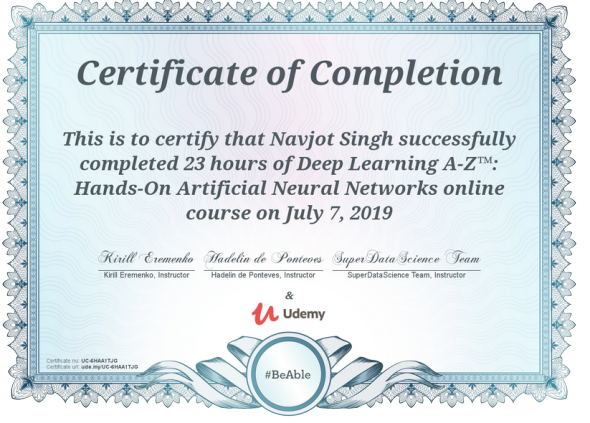 Certificate of Completion
This is to certify that Navjot Singh successfully
completed 23 hours of Deep Learning A-Z™:
Hands-On Artificial Neural Networks online
course on July 7, 2019
Kirill Eremenko Hadelin de Ponteves SuperDataScience Team
Kirill Eremenko, Instructor Hadelin de Ponteves, Instructor SuperDataScience Team, Instructor
&
Udemy
Certificate no: UC-6HAA1TJG
Certificate url: ude.my/UC-6HAA1TJG
#BeAble